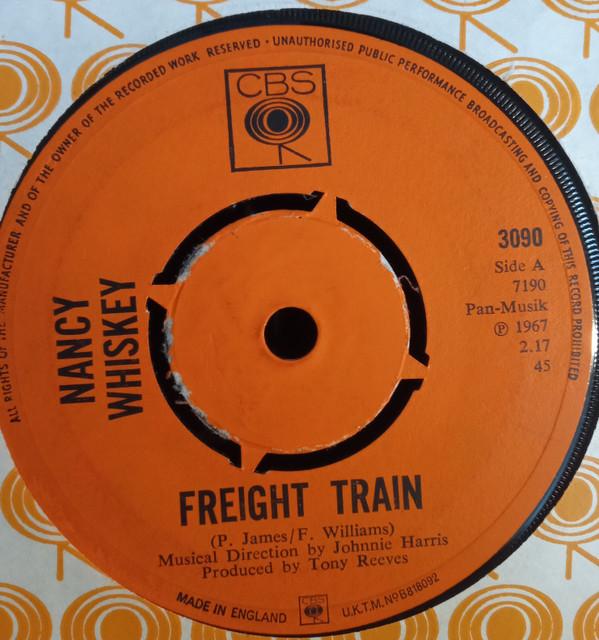 ALL RIGHTS OF THE MANUFACTURER AND OF THE OWNER OF THE RECORDED WORK RESERVED · UNAUTHORISED PUBLIC PERFORMANCE BROADCASTING AND COPYING OF THIS RECORD PROHIBITED
CBS
3090
Side A
7190
Pan-Musik
℗ 1967
2.17
45
NANCY
WHISKEY
FREIGHT TRAIN
(P. James/F. Williams)
Musical Direction by Johnnie Harris
Produced by Tony Reeves
MADE IN ENGLAND
CBS
U.K.T.M. Nº B818092